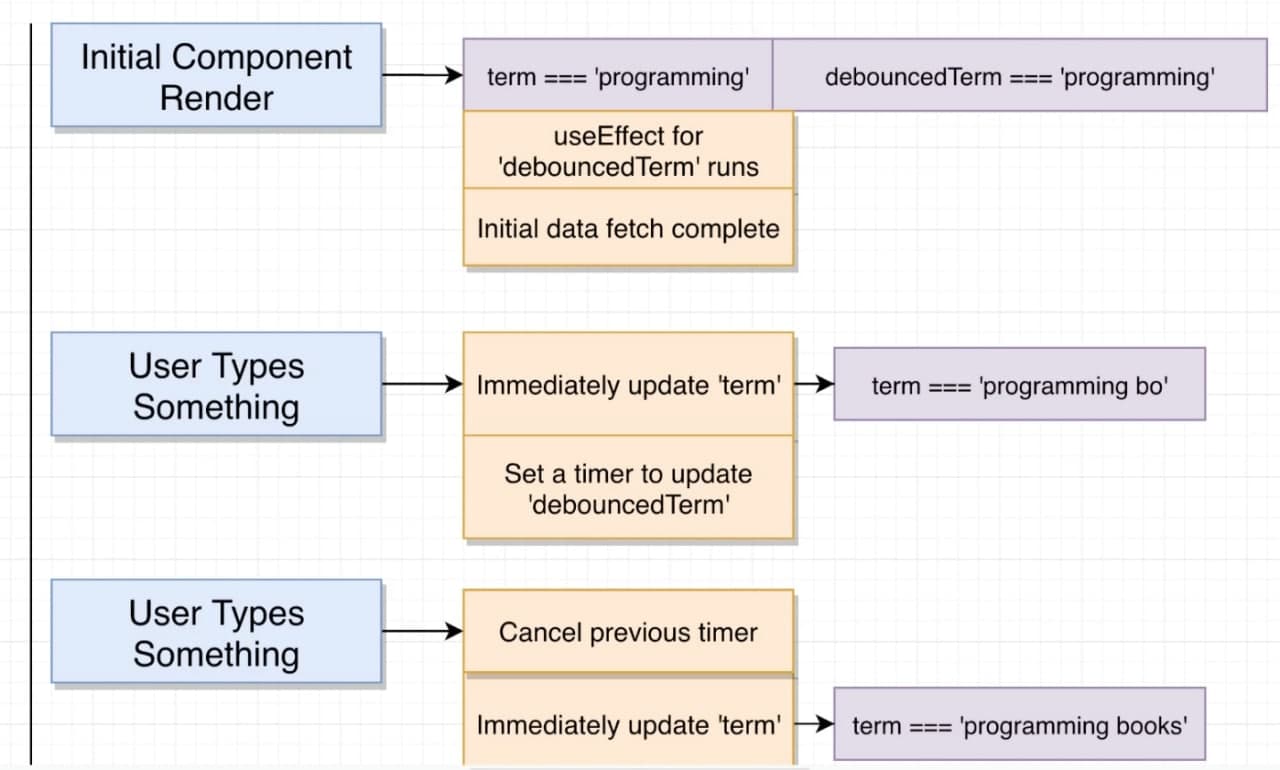 Initial Component
Render
term === 'programming'
debouncedTerm === 'programming'
useEffect for
'debouncedTerm' runs
Initial data fetch complete
User Types
Something
Immediately update 'term'
term === 'programming bo'
Set a timer to update
'debouncedTerm'
User Types
Something
Cancel previous timer
Immediately update 'term'
term === 'programming books'